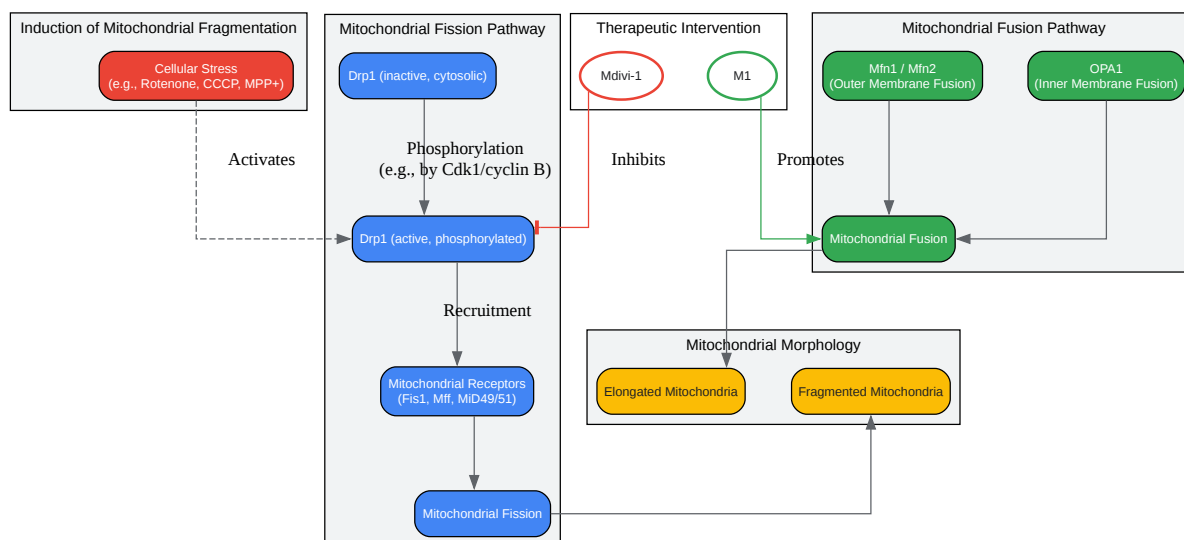 Induction of Mitochondrial Fragmentation
Cellular Stress
(e.g., Rotenone, CCCP, MPP+)
Activates
Mitochondrial Fission Pathway
Drp1 (inactive, cytosolic)
Phosphorylation
(e.g., by Cdk1/cyclin B)
Drp1 (active, phosphorylated)
Recruitment
Mitochondrial Receptors
(Fis1, Mff, MiD49/51)
Mitochondrial Fission
Therapeutic Intervention
Mdivi-1
M1
Inhibits
Promotes
Mitochondrial Fusion Pathway
Mfn1 / Mfn2
(Outer Membrane Fusion)
OPA1
(Inner Membrane Fusion)
Mitochondrial Fusion
Mitochondrial Morphology
Elongated Mitochondria
Fragmented Mitochondria